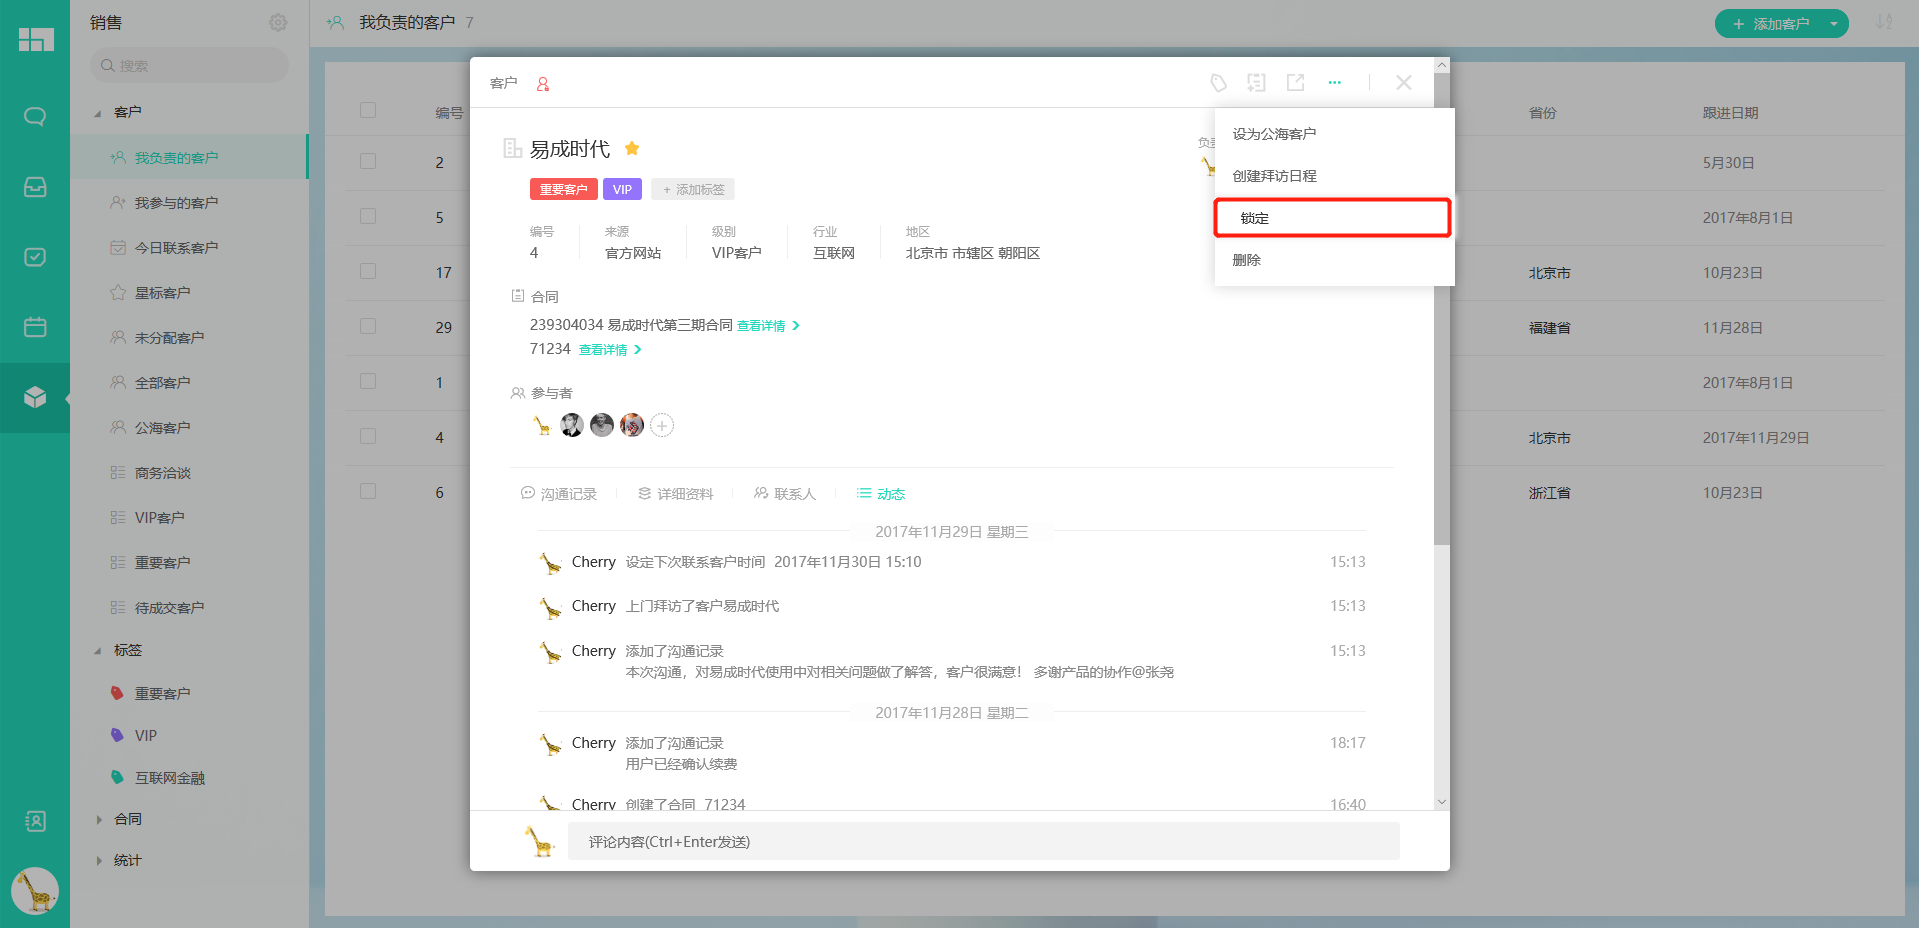 销售
搜索
客户
我负责的客户
我参与的客户
今日联系客户
星标客户
未分配客户
全部客户
公海客户
商务洽谈
VIP客户
重要客户
待成交客户
标签
重要客户
VIP
互联网金融
合同
统计
我负责的客户 7
+ 添加客户
编号 省份 跟进日期
2 5月30日
5 2017年8月1日
17 北京市 10月23日
29 福建省 11月28日
1 2017年8月1日
4 北京市 2017年11月29日
6 浙江省 10月23日
客户
设为公海客户
创建拜访日程
锁定
删除
易成时代
重要客户 VIP + 添加标签
编号 来源 级别 行业 地区
4 官方网站 VIP客户 互联网 北京市 市辖区 朝阳区
合同
239304034 易成时代第三期合同 查看详情
71234 查看详情
参与者
沟通记录 详细资料 联系人 动态
2017年11月29日 星期三
Cherry 设定下次联系客户时间 2017年11月30日 15:10 15:13
Cherry 上门拜访了客户易成时代 15:13
Cherry 添加了沟通记录 15:13
本次沟通，对易成时代使用中对相关问题做了解答，客户很满意！ 多谢产品的协作@张尧
2017年11月28日 星期二
Cherry 添加了沟通记录 18:17
用户已经确认续费
Cherry 创建了合同 71234 16:40
评论内容(Ctrl+Enter发送)